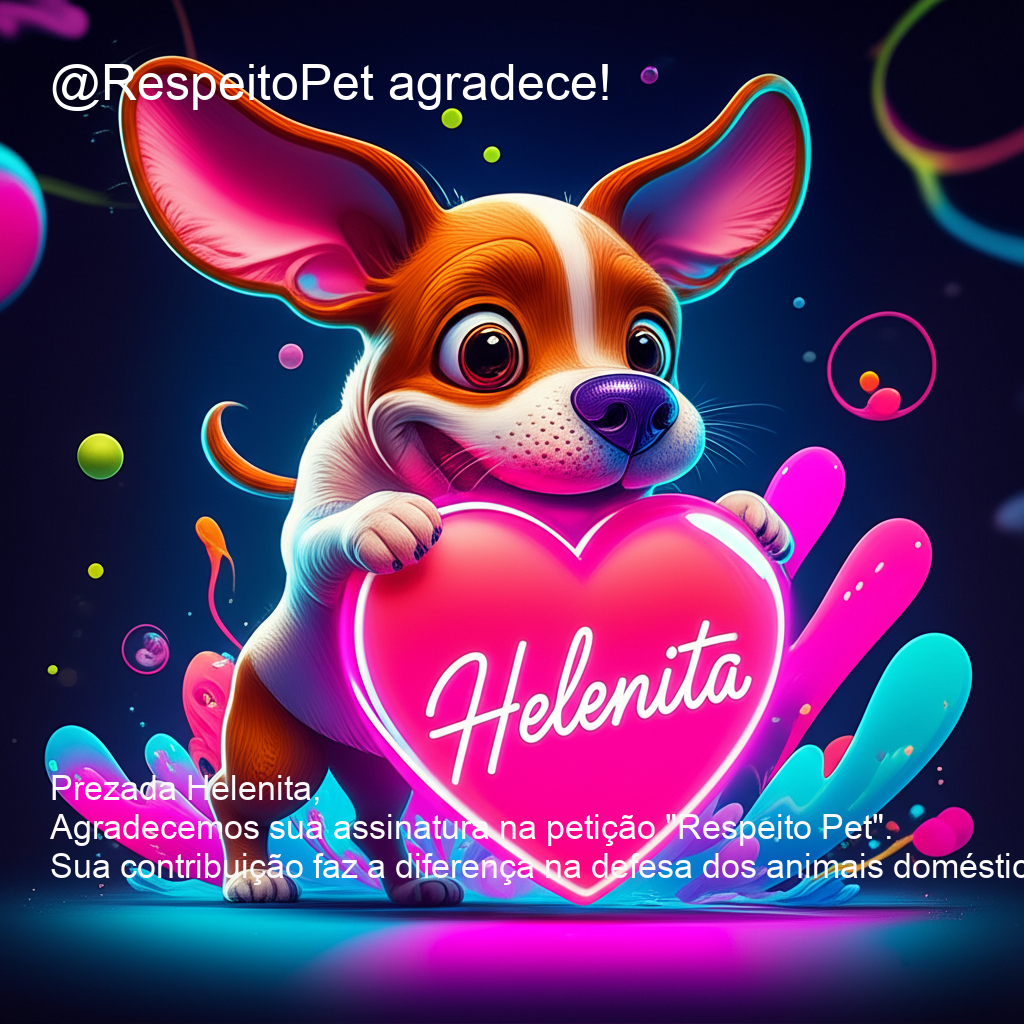 @RespeitoPet agradece!
Helenita
Prezada Helenita,
Agradecemos sua assinatura na petição "Respeito Pet".
Sua contribuição faz a diferença na defesa dos animais doméstic